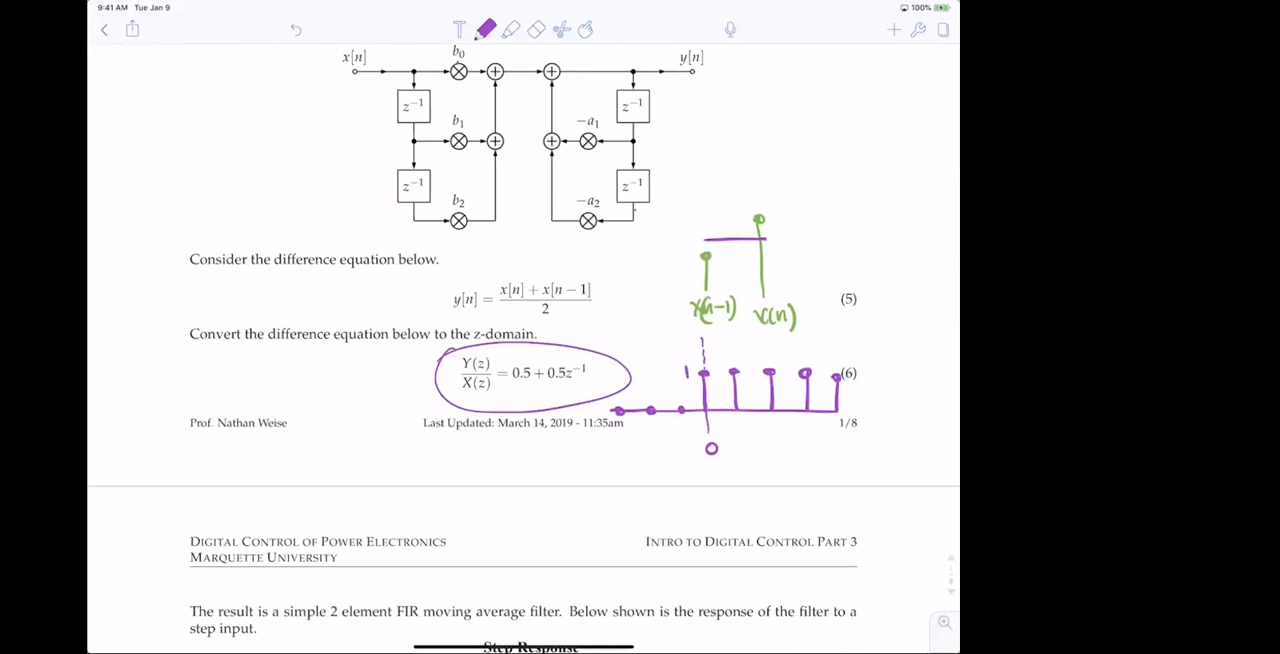 9:41 AM Tue Jan 9
100%
x[n]
b0
y[n]
z−1
z−1
b1
−a1
z−1
z−1
b2
−a2
Consider the difference equation below.
x(n−1)
x(n)
y[n] = x[n] + x[n − 1] / 2
(5)
Convert the difference equation below to the z-domain.
Y(z) / X(z) = 0.5 + 0.5z−1
1
(6)
Prof. Nathan Weise
Last Updated: March 14, 2019 - 11:35am
1/8
0
DIGITAL CONTROL OF POWER ELECTRONICS
INTRO TO DIGITAL CONTROL PART 3
MARQUETTE UNIVERSITY
The result is a simple 2 element FIR moving average filter. Below shown is the response of the filter to a
step input.
Step Response